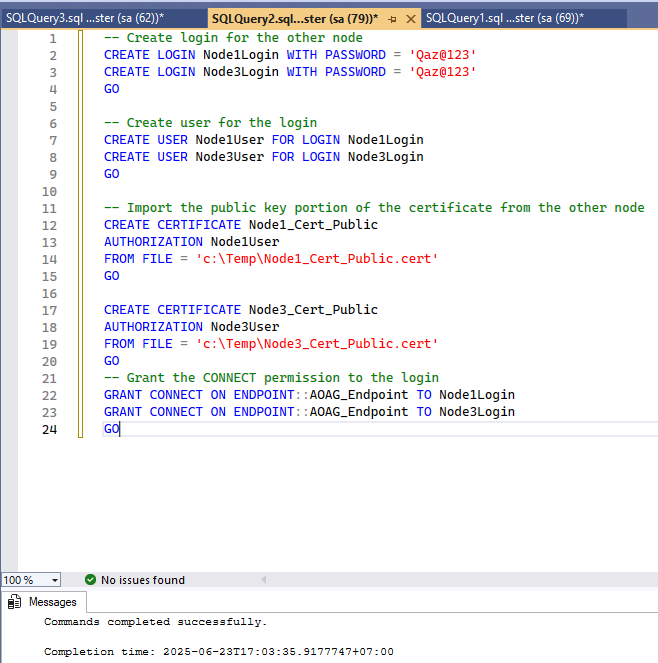 SQLQuery3.sql ...ster (sa (62))*
SQLQuery2.sql...ster (sa (79))*
SQLQuery1.sql ...ster (sa (69))*
1 -- Create login for the other node
2 CREATE LOGIN Node1Login WITH PASSWORD = 'Qaz@123'
3 CREATE LOGIN Node3Login WITH PASSWORD = 'Qaz@123'
4 GO
5
6 -- Create user for the login
7 CREATE USER Node1User FOR LOGIN Node1Login
8 CREATE USER Node3User FOR LOGIN Node3Login
9 GO
10
11 -- Import the public key portion of the certificate from the other node
12 CREATE CERTIFICATE Node1_Cert_Public
13 AUTHORIZATION Node1User
14 FROM FILE = 'c:\Temp\Node1_Cert_Public.cert'
15 GO
16
17 CREATE CERTIFICATE Node3_Cert_Public
18 AUTHORIZATION Node3User
19 FROM FILE = 'c:\Temp\Node3_Cert_Public.cert'
20 GO
21 -- Grant the CONNECT permission to the login
22 GRANT CONNECT ON ENDPOINT::AOAG_Endpoint TO Node1Login
23 GRANT CONNECT ON ENDPOINT::AOAG_Endpoint TO Node3Login
24 GO
100 %
No issues found
Messages
Commands completed successfully.
Completion time: 2025-06-23T17:03:35.9177747+07:00